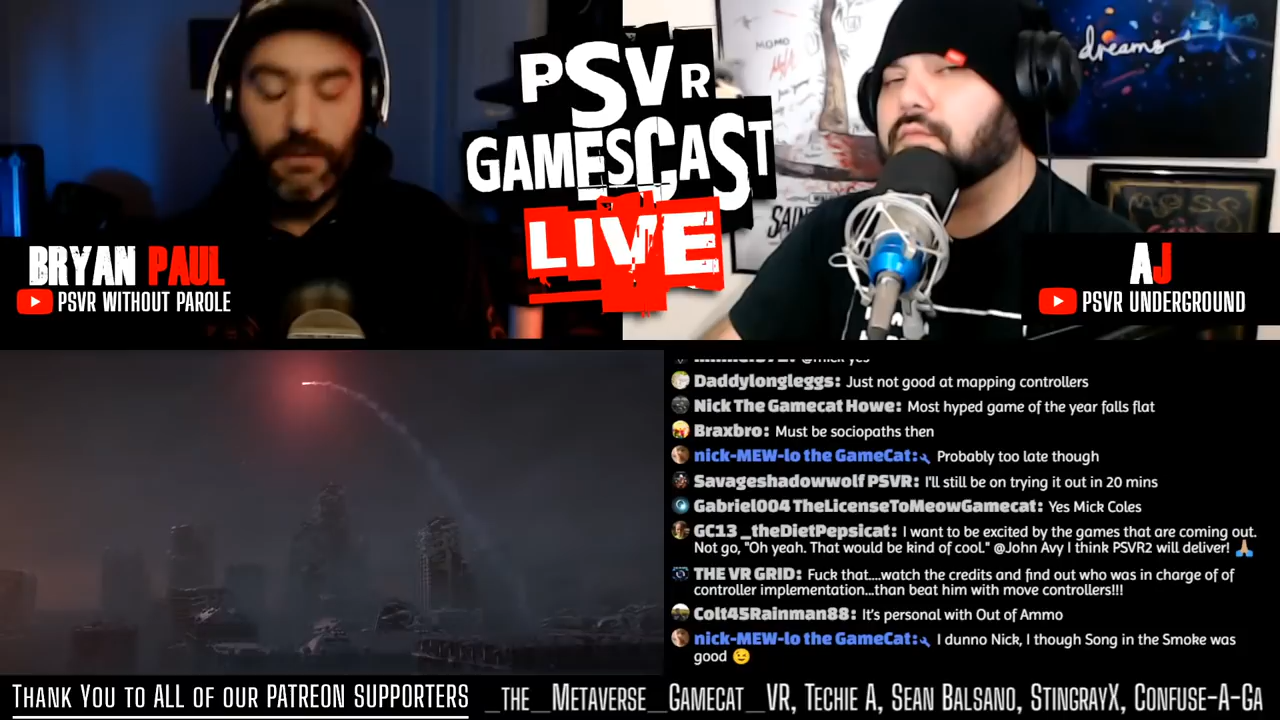 PSVR
GAMESCAST
LIVE
dreams
BRYAN PAUL
PSVR WITHOUT PAROLE
AJ
PSVR UNDERGROUND
@mick yes
Daddylongleggs: Just not good at mapping controllers
Nick The Gamecat Howe: Most hyped game of the year falls flat
Braxbro: Must be sociopaths then
nick-MEW-lo the GameCat: Probably too late though
Savageshadowwolf PSVR: I'll still be on trying it out in 20 mins
Gabriel004 TheLicenseToMeowGamecat: Yes Mick Coles
GC13 _theDietPepsicat: I want to be excited by the games that are coming out.
Not go, "Oh yeah. That would be kind of cool." @John Avy I think PSVR2 will deliver! 🙏🏼
THE VR GRID: Fuck that....watch the credits and find out who was in charge of of
controller implementation...than beat him with move controllers!!!
Colt45Rainman88: It's personal with Out of Ammo
nick-MEW-lo the GameCat: I dunno Nick, I though Song in the Smoke was
good 😉
THANK YOU TO ALL OF OUR PATREON SUPPORTERS _THE_METAVERSE_GAMECAT_VR, TECHIE A, SEAN BALSANO, STINGRAYX, CONFUSE-A-GA